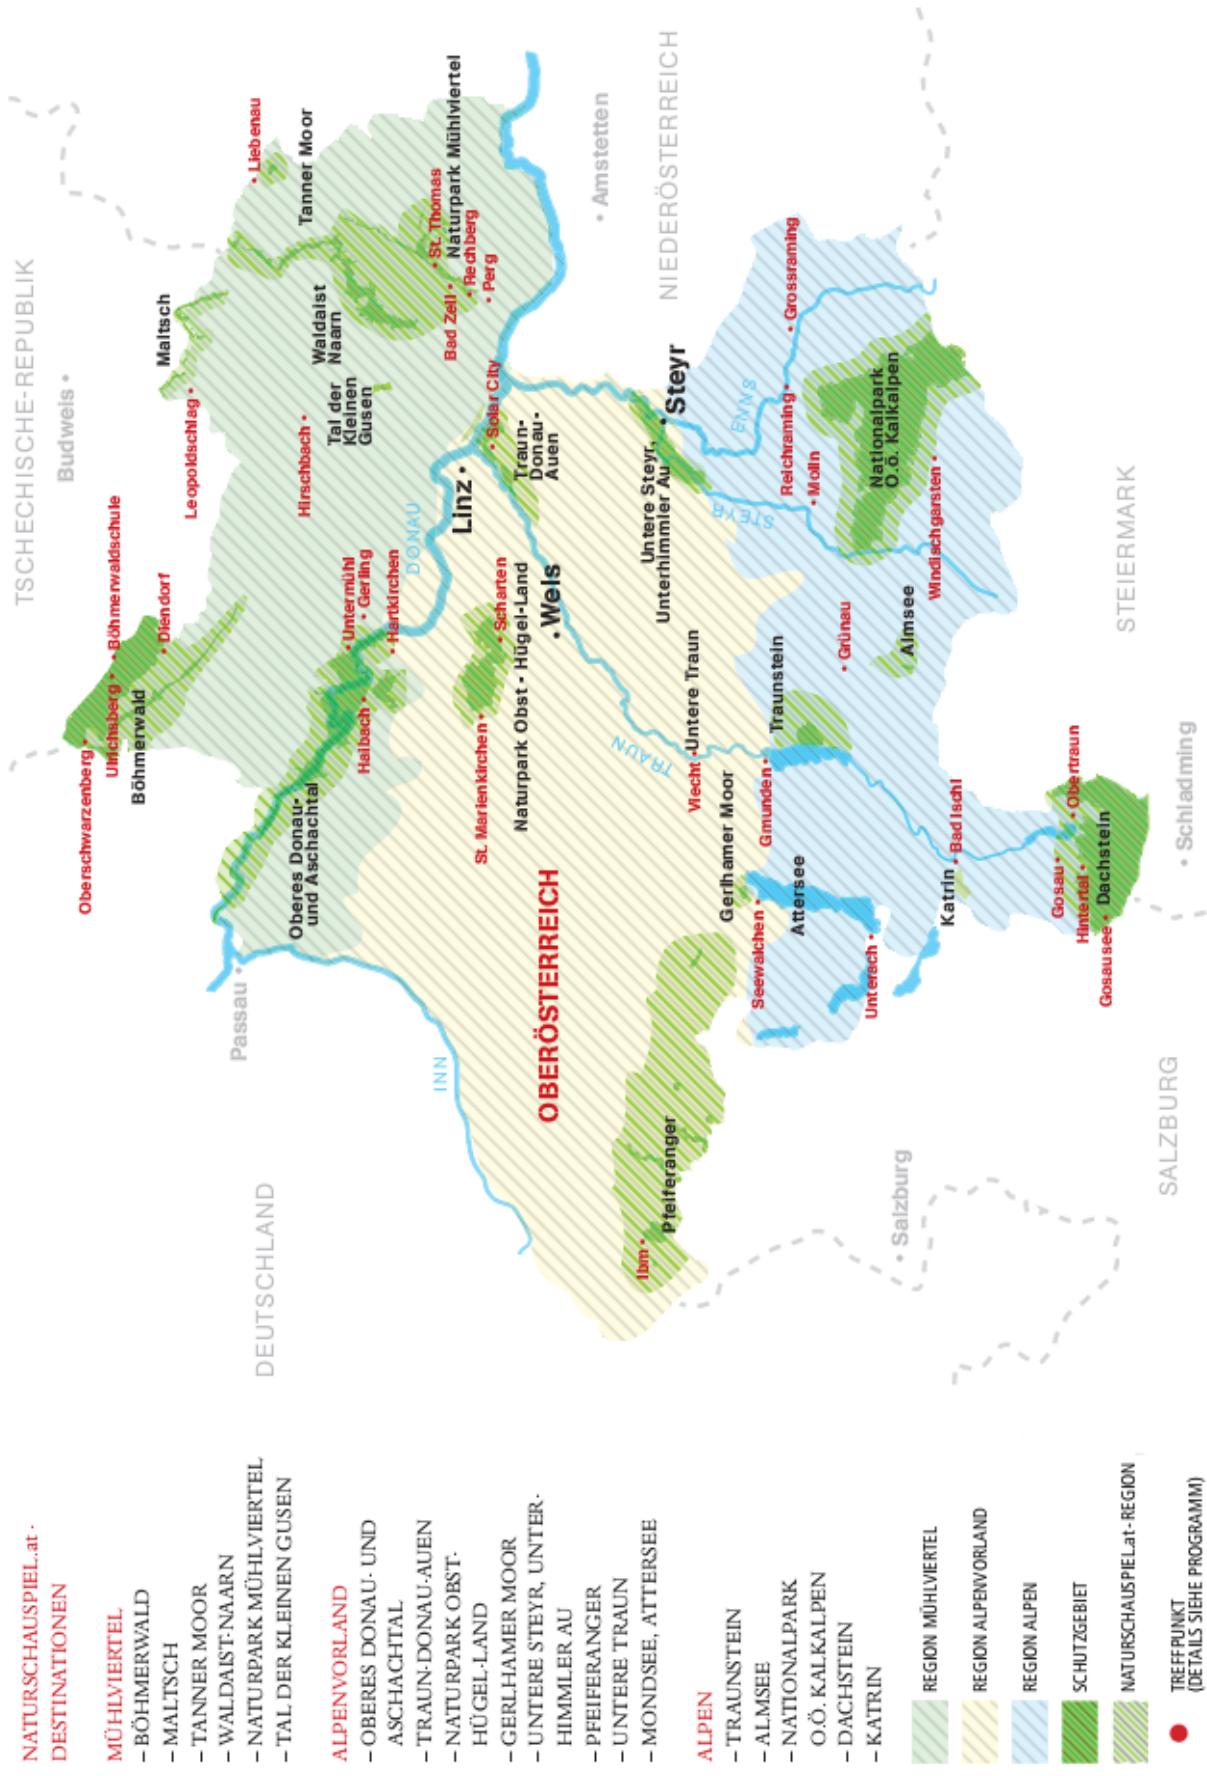 NATURSCHAUSPIEL.at -
DESTINATIONEN
MÜHLVIERTEL
– BÖHMERWALD
– MALTSCH
– TANNER MOOR
– WALDAIST-NAARN
– NATURPARK MÜHLVIERTEL
– TAL DER KLEINEN GUSEN
ALPENVORLAND
– OBERES DONAU- UND
ASCHACHTAL
– TRAUN-DONAU-AUEN
– NATURPARK OBST-
HÜGEL-LAND
– GERLHAMER MOOR
– UNTERE STEYR, UNTER-
HIMMLER AU
– PFEIFERANGER
– UNTERE TRAUN
– MONDSEE, ATTERSEE
ALPEN
– TRAUNSTEIN
– ALMSEE
– NATIONALPARK
O.Ö. KALKALPEN
– DACHSTEIN
– KATRIN
REGION MÜHLVIERTEL
REGION ALPENVORLAND
REGION ALPEN
SCHUTZGEBIET
NATURSCHAUSPIEL.at-REGION
TREFFPUNKT
(DETAILS SIEHE PROGRAMM)
TSCHECHISCHE-REPUBLIK
Budweis
Oberschwarzenberg
Ulrichsberg
Böhmerwaldschule
Böhmerwald
Diendorf
Leopoldschlag
Maltsch
Liebenau
Tanner Moor
Passau
DEUTSCHLAND
Oberes Donau-
und Aschachtal
Hirschbach
Waldaist
Naarn
Tal der
Kleinen
Gusen
Untermühl
Gerling
Haibach
Hartkirchen
DONAU
INN
St. Thomas
Naturpark Mühlviertel
Bad Zell
Rechberg
Perg
Linz
Solar City
St. Marienkirchen
Scharten
Naturpark Obst - Hügel-Land
Traun-
Donau-
Auen
OBERÖSTERREICH
Wels
Amstetten
NIEDERÖSTERREICH
TRAUN
Ibm
Pfeiferanger
Untere Steyr,
Unterhimmler Au
Steyr
Viecht
Untere Traun
Gerlhamer Moor
ENNS
STEYR
Seewalchen
Gmunden
Traunstein
Attersee
Reichraming
Grossraming
Molln
Grünau
Unterach
Nationalpark
O.ö. Kalkalpen
Salzburg
Almsee
Windischgarsten
Katrin
Bad Ischl
Gosau
Obertraun
Hintertal
Dachstein
Gosausee
STEIERMARK
SALZBURG
Schladming